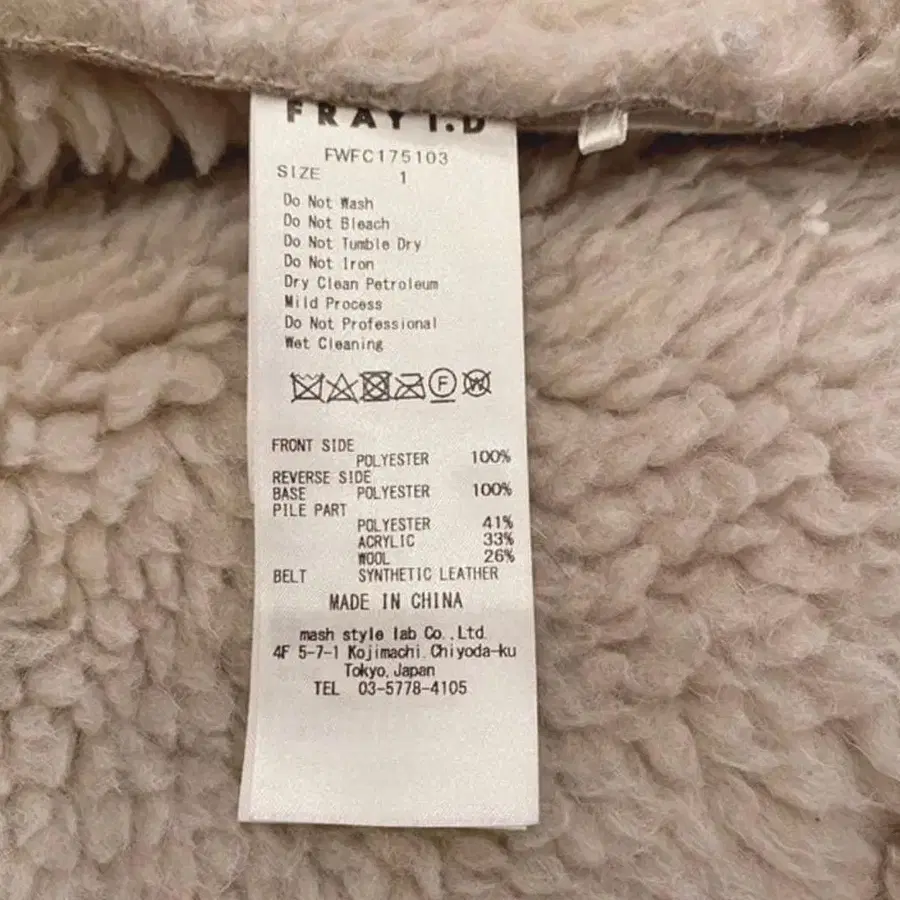 FRAY I.D
FWFC175103
SIZE 1
Do Not Wash
Do Not Bleach
Do Not Tumble Dry
Do Not Iron
Dry Clean Petroleum
Mild Process
Do Not Professional
Wet Cleaning
F W
FRONT SIDE
POLYESTER 100%
REVERSE SIDE
BASE POLYESTER 100%
PILE PART
POLYESTER 41%
ACRYLIC 33%
WOOL 26%
BELT SYNTHETIC LEATHER
MADE IN CHINA
mash style lab Co.,Ltd.
4F 5-7-1 Kojimachi.Chiyoda-ku
Tokyo,Japan
TEL 03-5778-4105